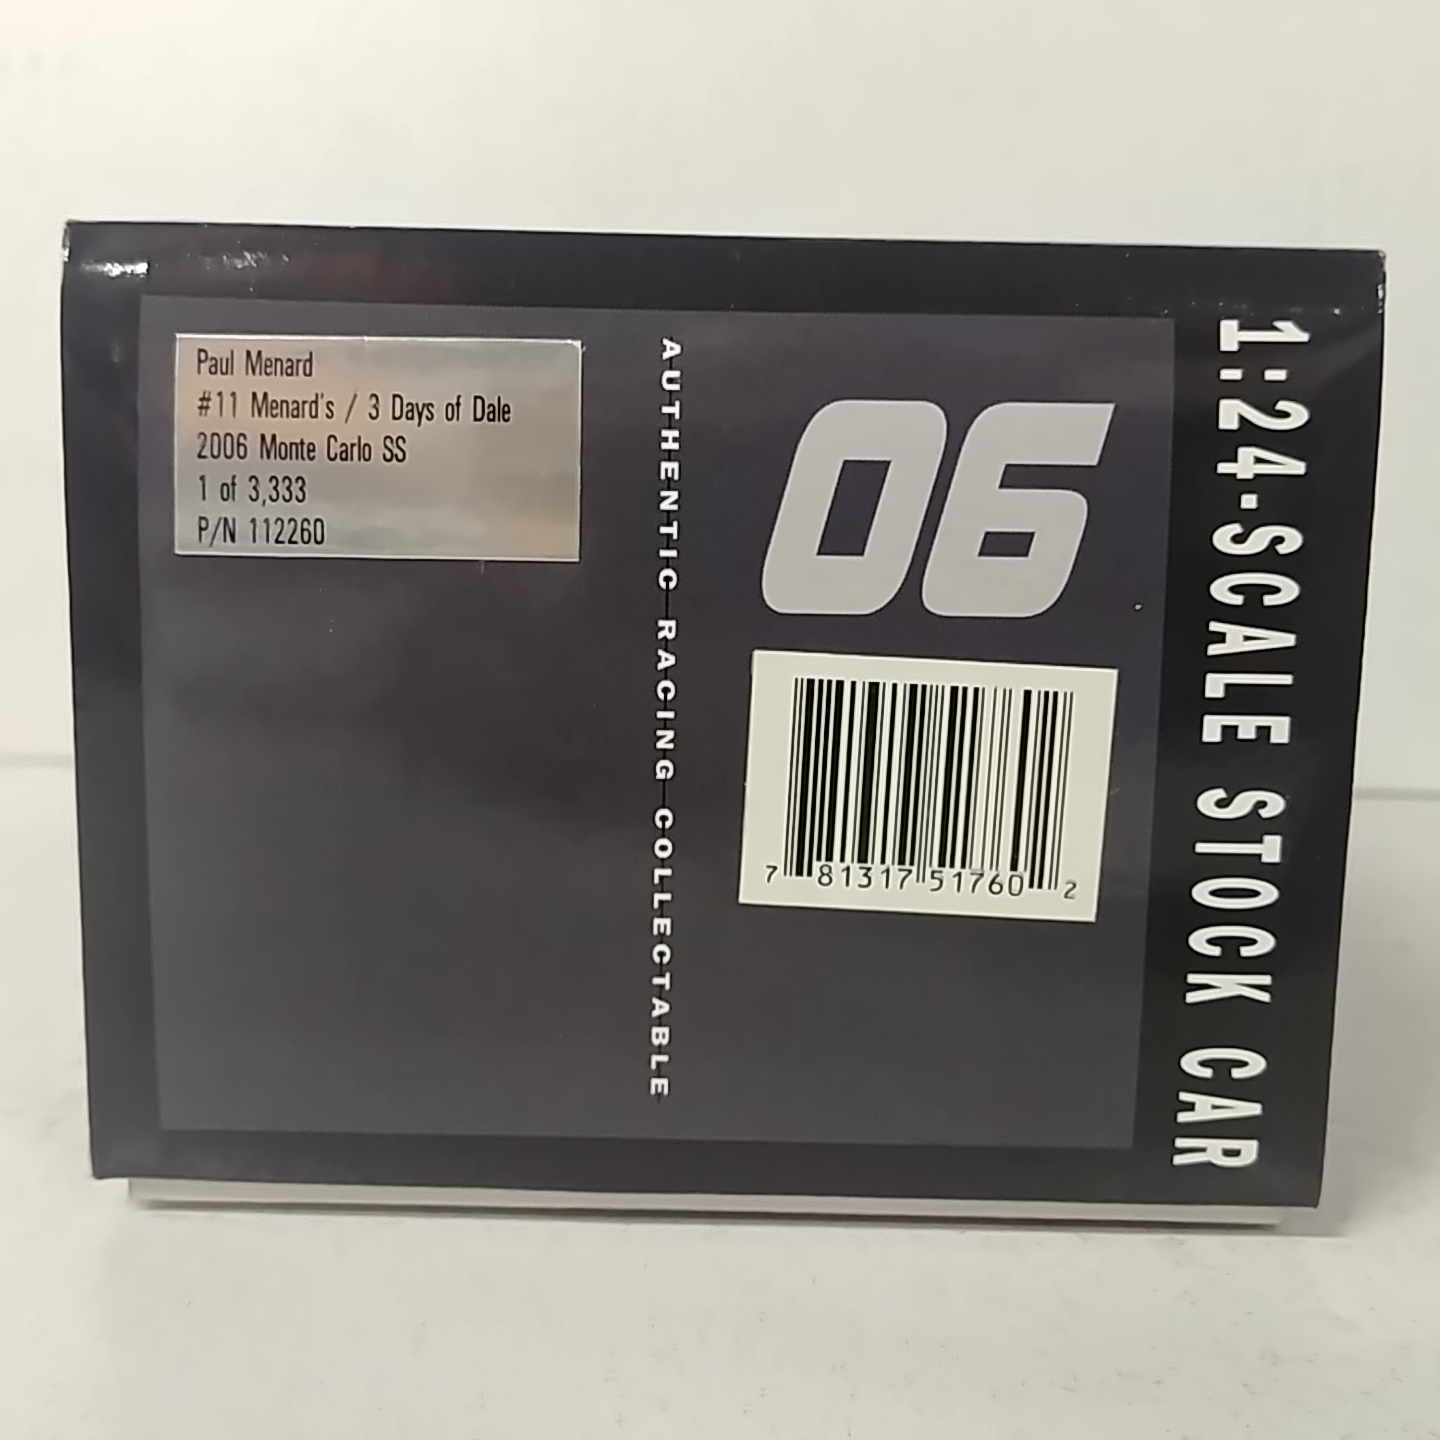 Paul Menard
#11 Menard's / 3 Days of Dale
2006 Monte Carlo SS
1 of 3,333
P/N 112260
AUTHENTIC RACING COLLECTABLE
06
7 81317 51760 2
1:24-SCALE STOCK CAR